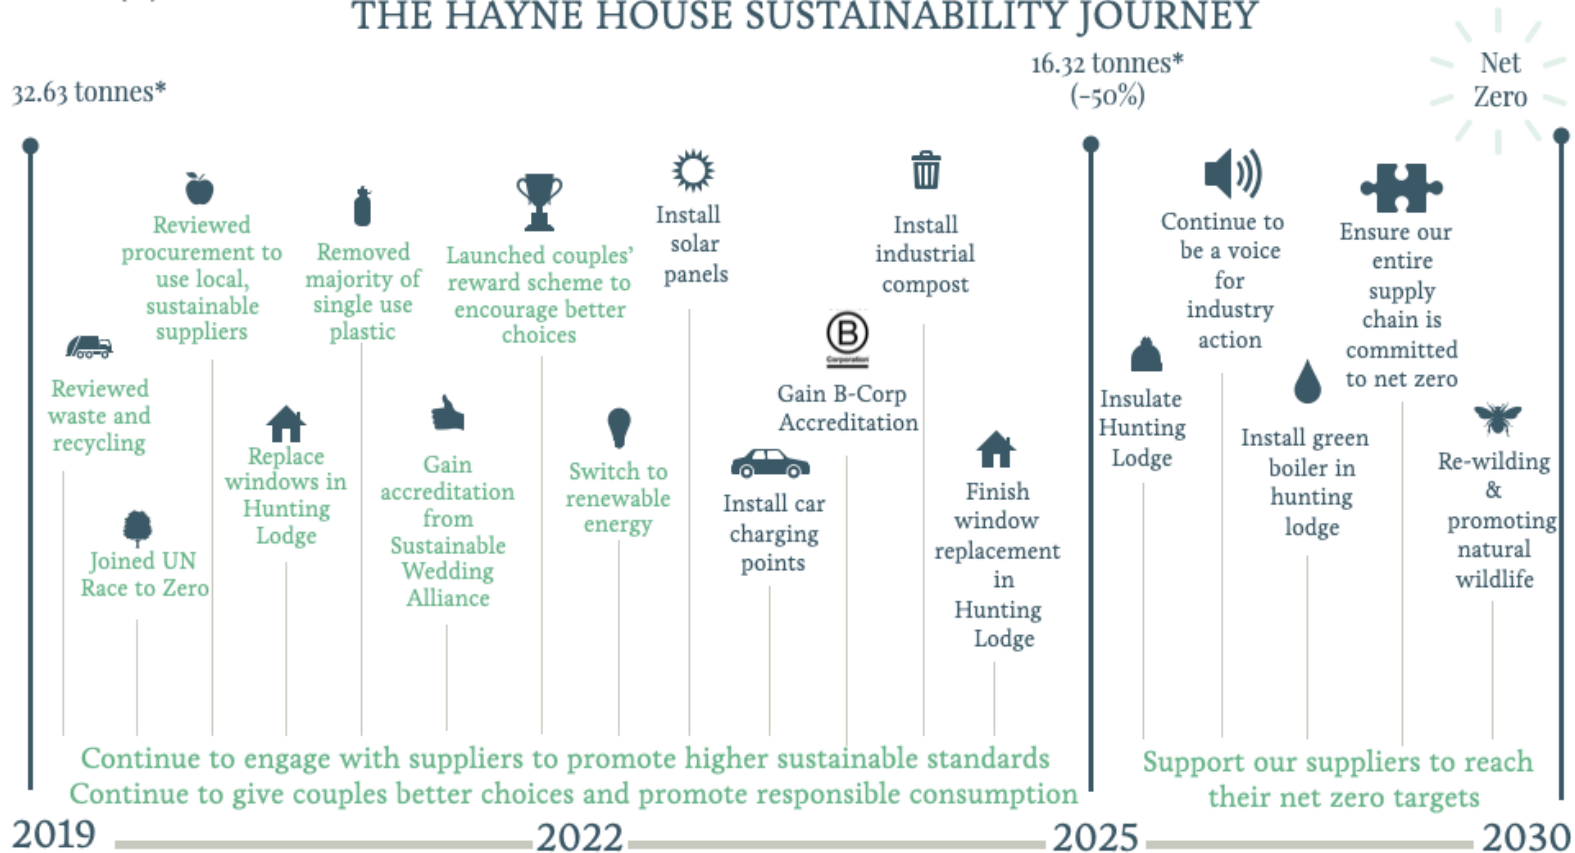 THE HAYNE HOUSE SUSTAINABILITY JOURNEY
32.63 tonnes*
16.32 tonnes*
(-50%)
Net
Zero
Reviewed
waste and
recycling
Joined UN
Race to Zero
Reviewed
procurement to
use local,
sustainable
suppliers
Replace
windows in
Hunting
Lodge
Removed
majority of
single use
plastic
Gain
accreditation
from
Sustainable
Wedding
Alliance
Launched couples'
reward scheme to
encourage better
choices
Switch to
renewable
energy
Install
solar
panels
Install car
charging
points
B
Corporation
Gain B-Corp
Accreditation
Install
industrial
compost
Finish
window
replacement
in
Hunting
Lodge
Insulate
Hunting
Lodge
Continue to
be a voice
for
industry
action
Install green
boiler in
hunting
lodge
Ensure our
entire
supply
chain is
committed
to net zero
Re-wilding
&
promoting
natural
wildlife
Continue to engage with suppliers to promote higher sustainable standards
Continue to give couples better choices and promote responsible consumption
Support our suppliers to reach
their net zero targets
2019
2022
2025
2030